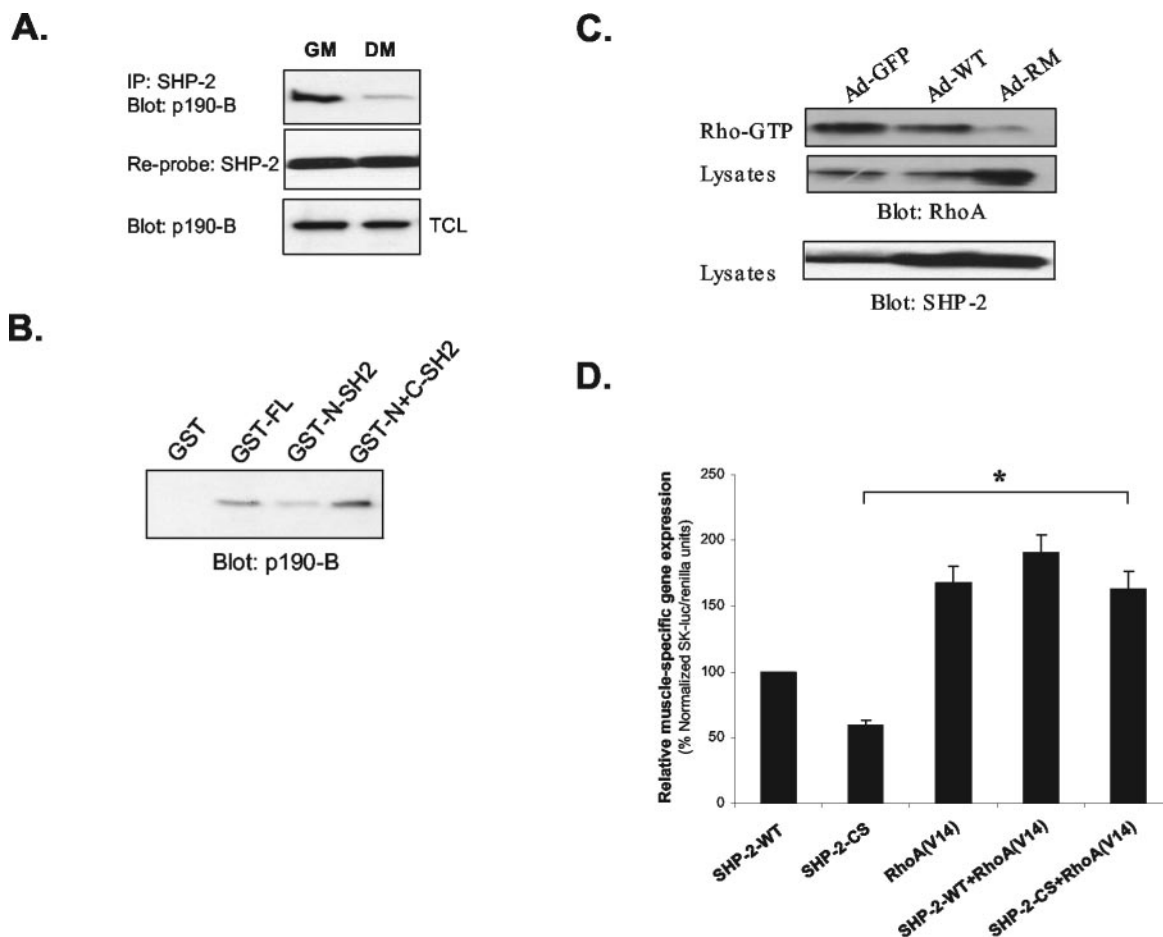 A.
GM DM
IP: SHP-2
Blot: p190-B
Re-probe: SHP-2
Blot: p190-B
TCL
B.
GST
GST-FL
GST-N-SH2
GST-N+C-SH2
Blot: p190-B
C.
Ad-GFP
Ad-WT
Ad-RM
Rho-GTP
Lysates
Blot: RhoA
Lysates
Blot: SHP-2
D.
Relative muscle-specific gene expression
(% Normalized SK-luc/renilla units)
250
200
150
100
50
0
*
SHP-2-WT
SHP-2-CS
RhoA(V14)
SHP-2-WT+RhoA(V14)
SHP-2-CS+RhoA(V14)